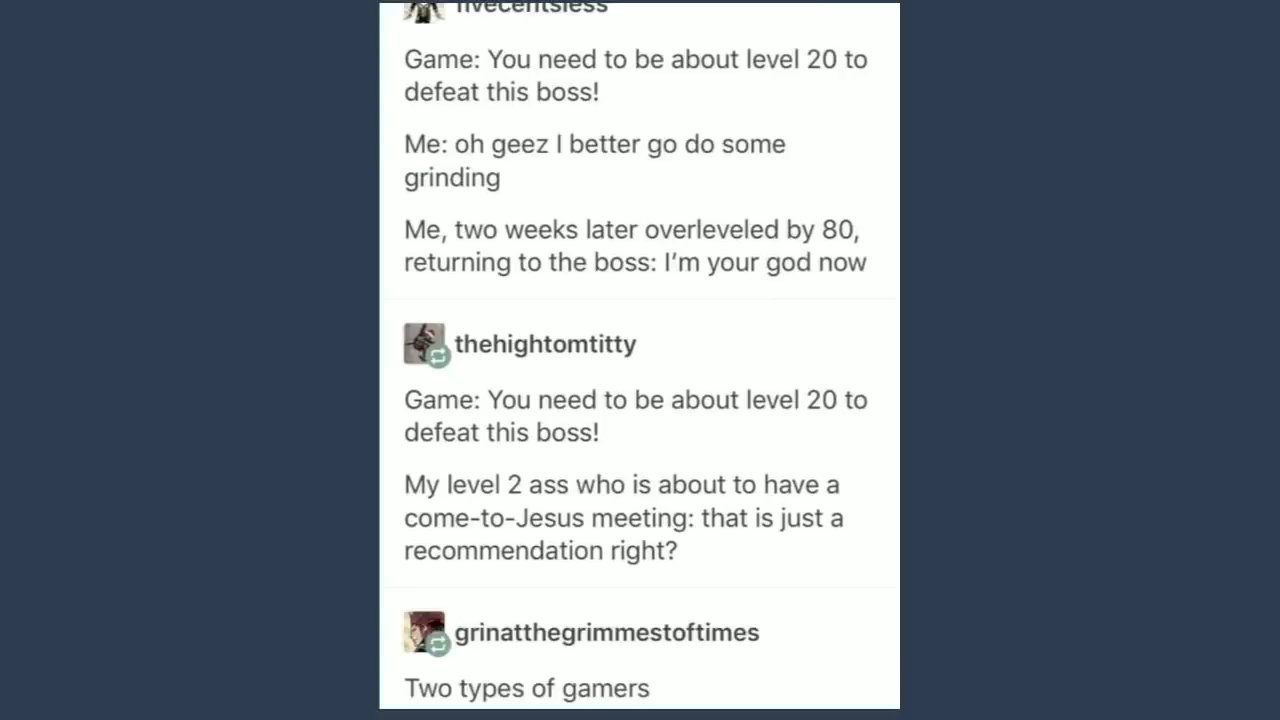 fivecentsless
Game: You need to be about level 20 to
defeat this boss!
Me: oh geez I better go do some
grinding
Me, two weeks later overleveled by 80,
returning to the boss: I'm your god now
thehightomtitty
Game: You need to be about level 20 to
defeat this boss!
My level 2 ass who is about to have a
come-to-Jesus meeting: that is just a
recommendation right?
grinatthegrimmestoftimes
Two types of gamers